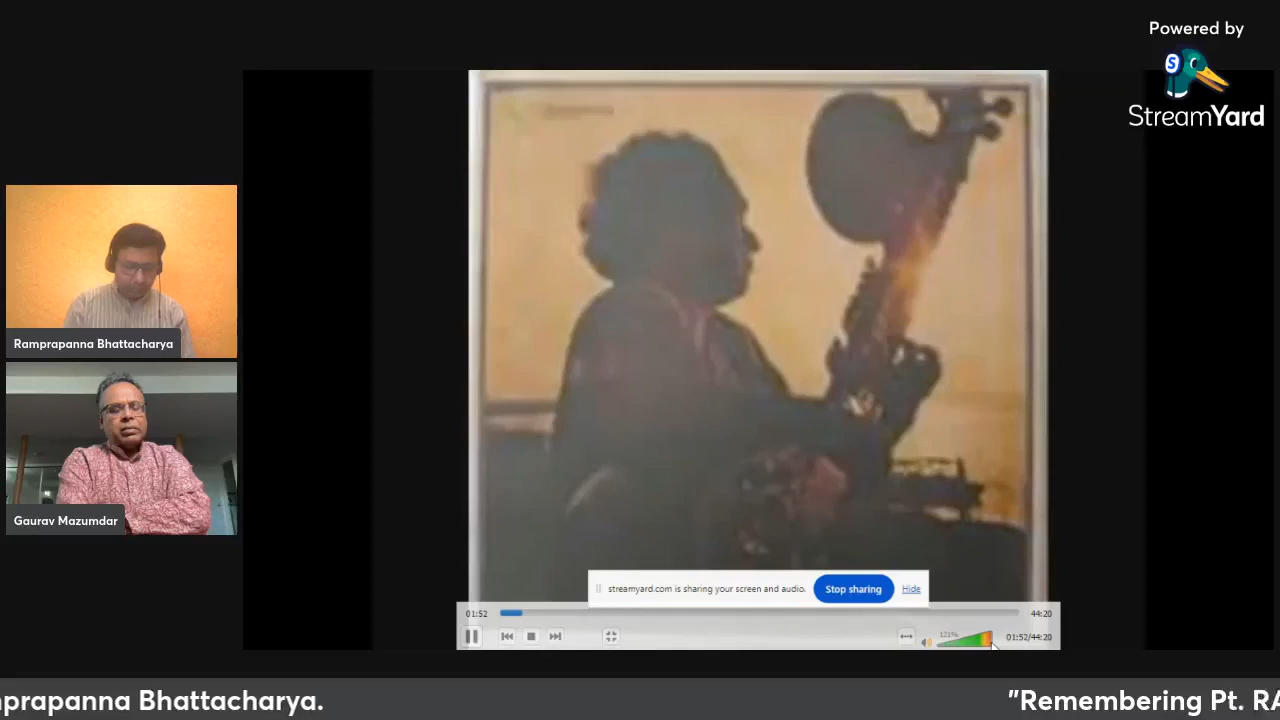 Powered by
StreamYard
Ramprapanna Bhattacharya
Gaurav Mazumdar
streamyard.com is sharing your screen and audio.
Stop sharing
Hide
01:52
44:20
121%
01:52/44:20
nprapanna Bhattacharya.
"Remembering Pt. RA